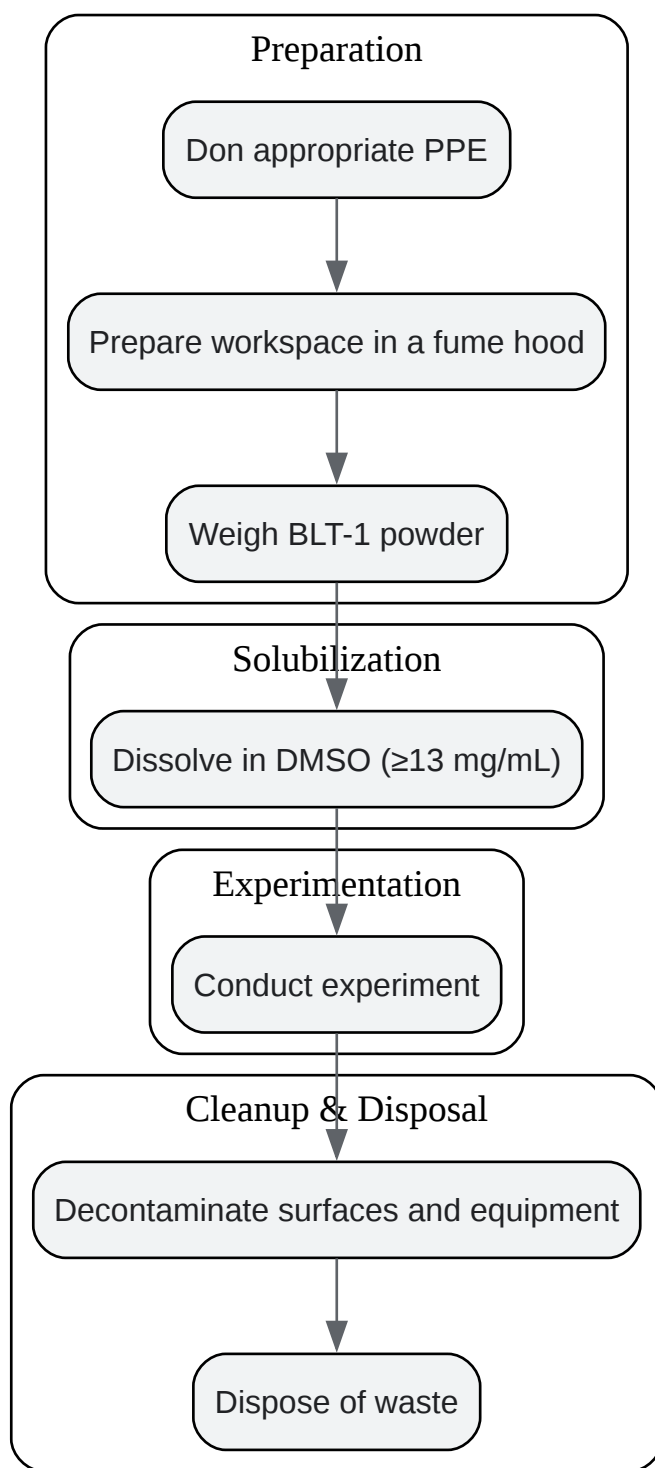 Preparation
Don appropriate PPE
Prepare workspace in a fume hood
Weigh BLT-1 powder
Solubilization
Dissolve in DMSO (≥13 mg/mL)
Experimentation
Conduct experiment
Cleanup & Disposal
Decontaminate surfaces and equipment
Dispose of waste